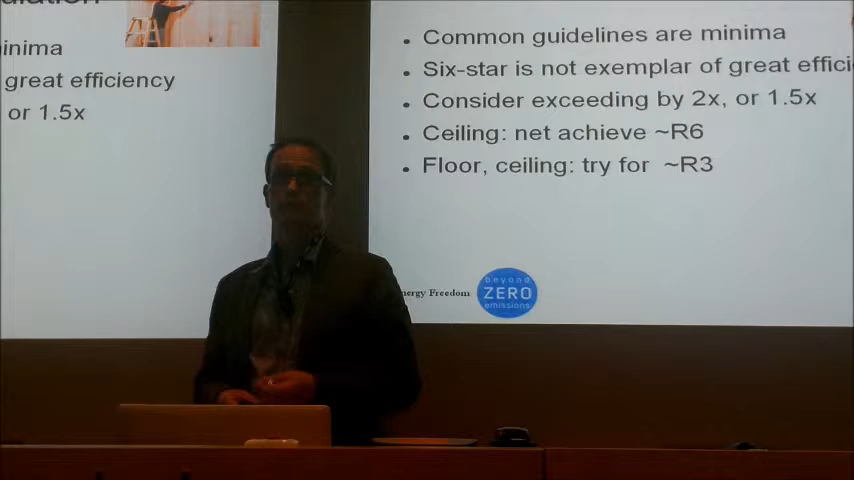 inima
great efficiency
or 1.5x
Common guidelines are minima
Six-star is not exemplar of great effici
Consider exceeding by 2x, or 1.5x
Ceiling: net achieve ~R6
Floor, ceiling: try for ~R3
nergy Freedom
beyond
ZERO
emissions